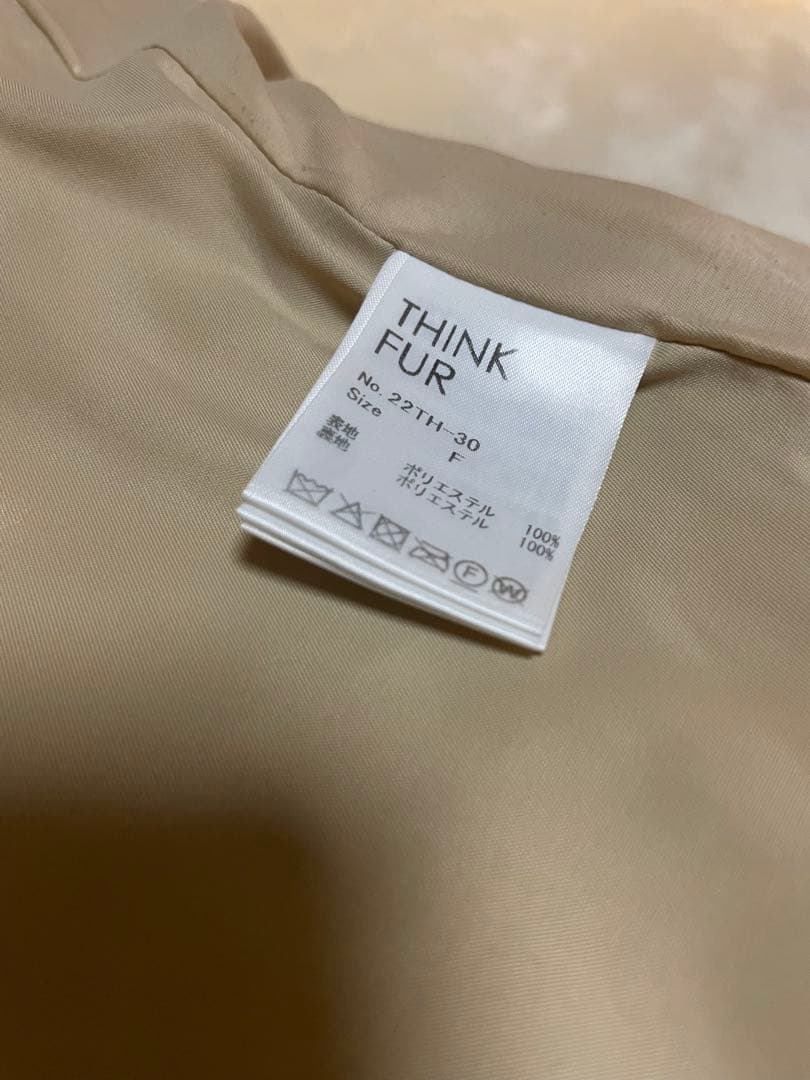 THINK
FUR
No. 22TH-30
Size F
表地 ポリエステル 100%
裏地 ポリエステル 100%
F W